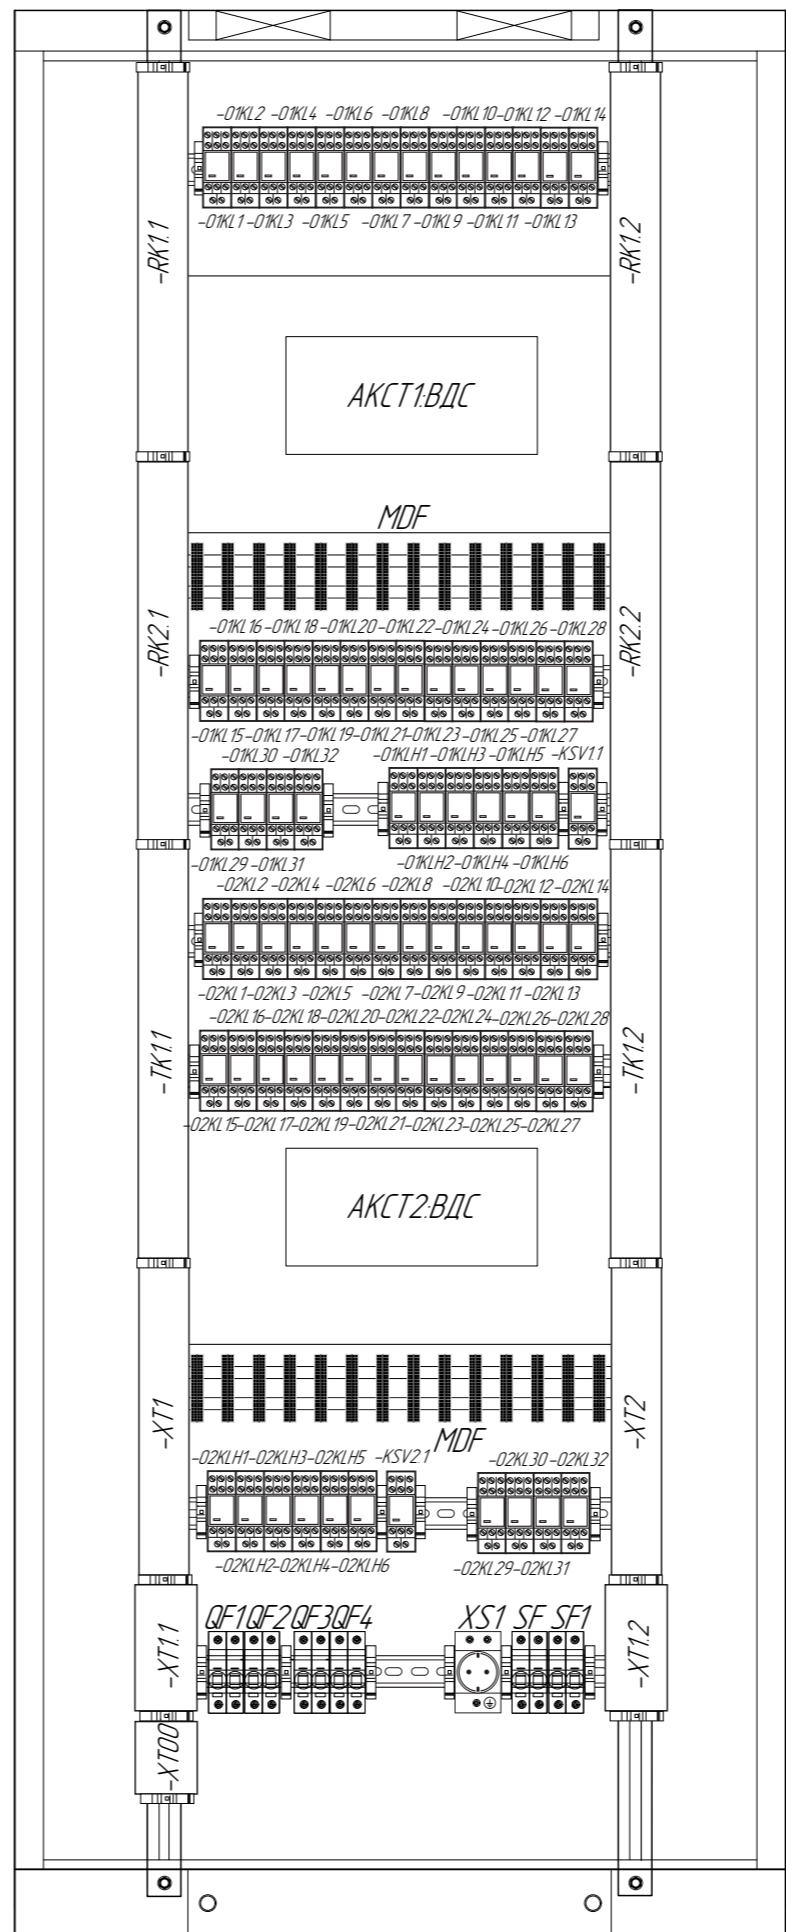 -01KL2 -01KL4 -01KL6 -01KL8 -01KL10 -01KL12 -01KL14
-01KL1 -01KL3 -01KL5 -01KL7 -01KL9 -01KL11 -01KL13
-RK1.1
-RK1.2
АКСТ1:ВДС
MDF
-RK2.1
-RK2.2
-01KL16 -01KL18 -01KL20 -01KL22 -01KL24 -01KL26 -01KL28
-01KL15 -01KL17 -01KL19 -01KL21 -01KL23 -01KL25 -01KL27
-01KL30 -01KL32 -01KLH1 -01KLH3 -01KLH5 -KSV1.1
-01KL29 -01KL31 -01KLH2 -01KLH4 -01KLH6
-02KL2 -02KL4 -02KL6 -02KL8 -02KL10 -02KL12 -02KL14
-02KL1 -02KL3 -02KL5 -02KL7 -02KL9 -02KL11 -02KL13
-02KL16 -02KL18 -02KL20 -02KL22 -02KL24 -02KL26 -02KL28
-TK1.1
-TK1.2
-02KL15 -02KL17 -02KL19 -02KL21 -02KL23 -02KL25 -02KL27
АКСТ2:ВДС
-XT1
-XT2
MDF
-02KLH1 -02KLH3 -02KLH5 -KSV2.1 -02KL30 -02KL32
-02KLH2 -02KLH4 -02KLH6 -02KL29 -02KL31
QF1 QF2 QF3 QF4 XS1 SF SF1
-XT1.1
-XT1.2
-XT00